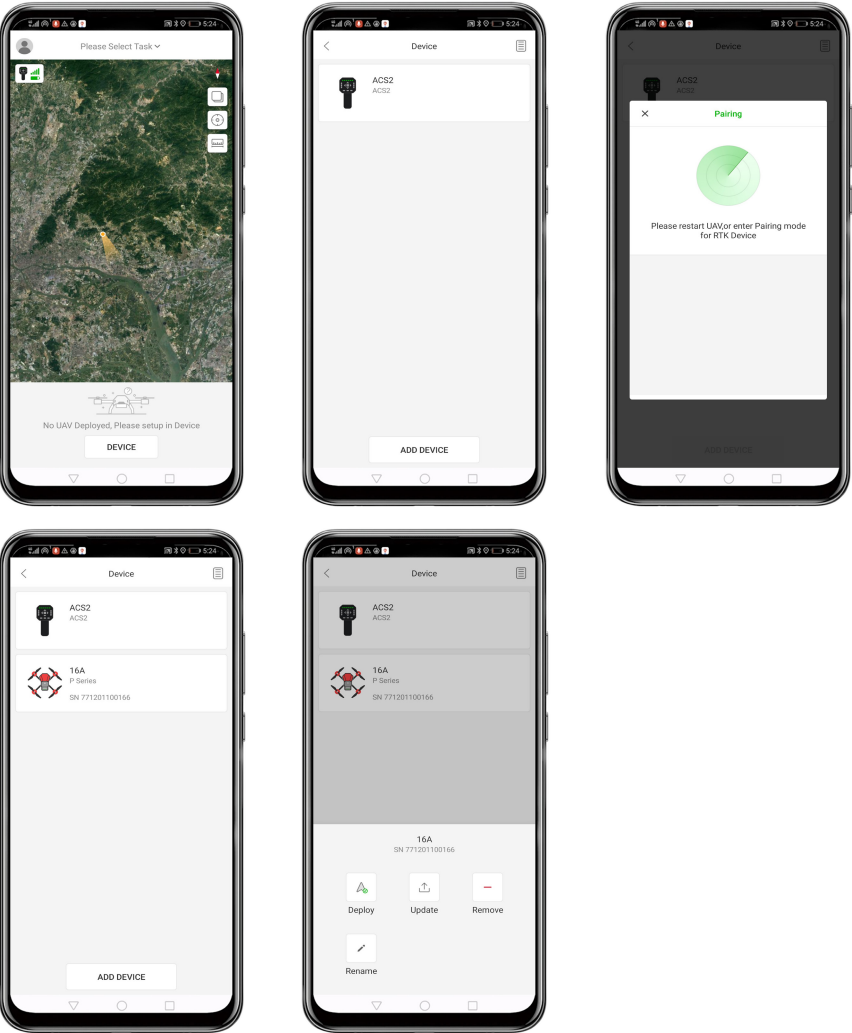 5:24
Please Select Task
No UAV Deployed, Please setup in Device
DEVICE
5:24
Device
ACS2
ACS2
ADD DEVICE
5:24
Device
ACS2
ACS2
Pairing
Please restart UAV,or enter Pairing mode
for RTK Device
ADD DEVICE
5:24
Device
ACS2
ACS2
16A
P Series
SN 771201100166
ADD DEVICE
5:24
Device
ACS2
ACS2
16A
P Series
SN 771201100166
16A
SN 771201100166
Deploy Update Remove
Rename